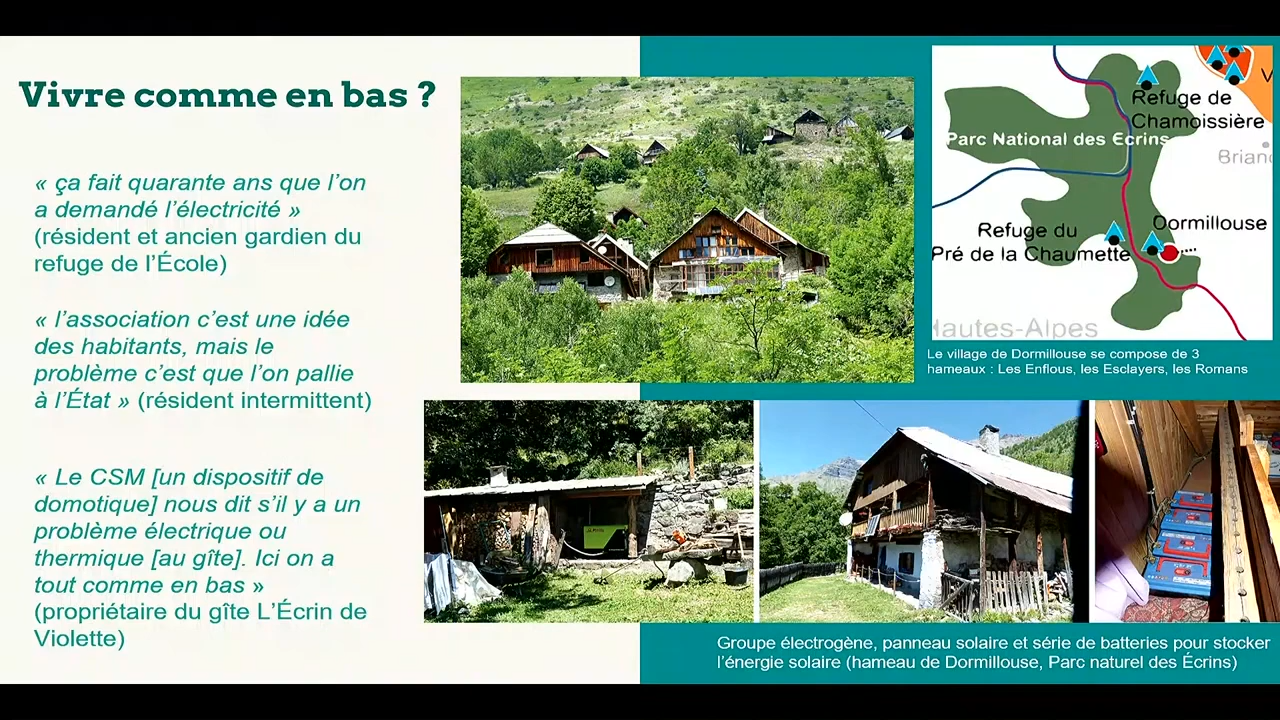 Vivre comme en bas ?
« ça fait quarante ans que l'on
a demandé l'électricité »
(résident et ancien gardien du
refuge de l'École)
« l'association c'est une idée
des habitants, mais le
problème c'est que l'on pallie
à l'État » (résident intermittent)
« Le CSM [un dispositif de
domotique] nous dit s'il y a un
problème électrique ou
thermique [au gîte]. Ici on a
tout comme en bas »
(propriétaire du gîte L'Écrin de
Violette)
Refuge de
Chamoissière
Parc National des Ecrins
Brian
Refuge du
Pré de la Chaumette
Dormillouse
Hautes-Alpes
Le village de Dormillouse se compose de 3
hameaux : Les Enflous, les Esclayers, les Romans
Groupe électrogène, panneau solaire et série de batteries pour stocker
l'énergie solaire (hameau de Dormillouse, Parc naturel des Écrins)